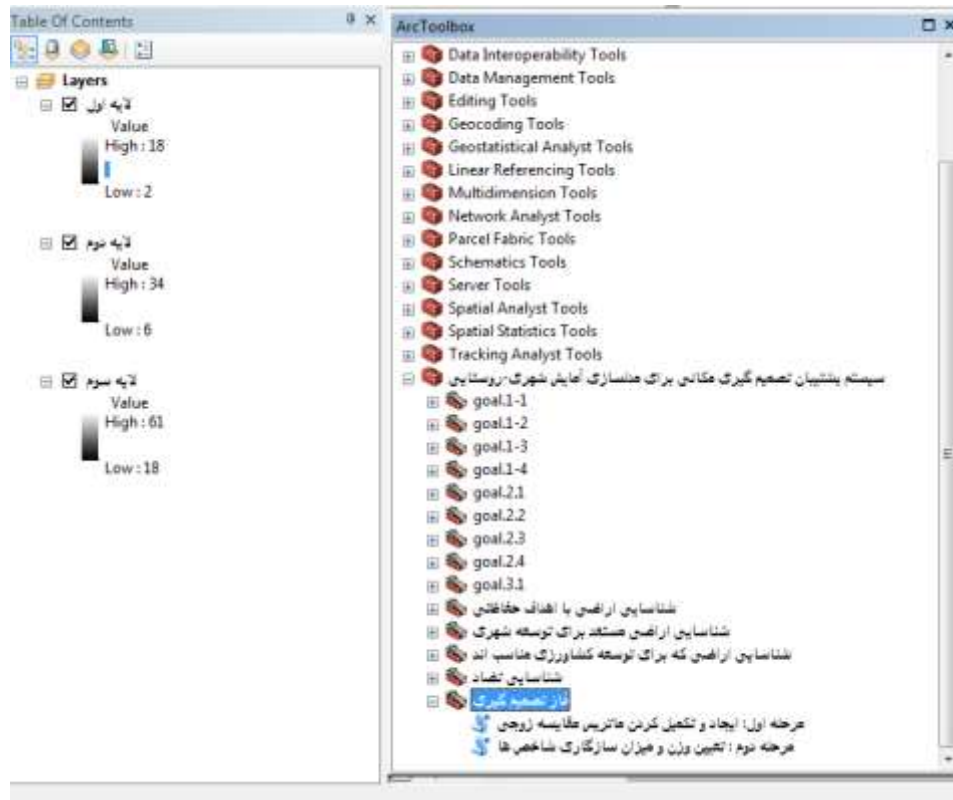 Table Of Contents
Layers
لایه اول
Value
High : 18
Low : 2
لایه دوم
Value
High : 34
Low : 6
لایه سوم
Value
High : 61
Low : 18
ArcToolbox
Data Interoperability Tools
Data Management Tools
Editing Tools
Geocoding Tools
Geostatistical Analyst Tools
Linear Referencing Tools
Multidimension Tools
Network Analyst Tools
Parcel Fabric Tools
Schematics Tools
Server Tools
Spatial Analyst Tools
Spatial Statistics Tools
Tracking Analyst Tools
سیستم پشتیبان تصمیم گیری مکانی برای مدلسازی آمایش شهری-روستایی
goal.1-1
goal.1-2
goal.1-3
goal.1-4
goal.2.1
goal.2.2
goal.2.3
goal.2.4
goal.3.1
شناسایی اراضی با اهداف حفاظتی
شناسایی اراضی مستعد برای توسعه شهری
شناسایی اراضی که برای توسعه کشاورزی مناسب اند
شناسایی تضاد
فاز تصمیم گیری
مرحله اول: ایجاد و تکمیل کردن ماتریس مقایسه زوجی
مرحله دوم : تعیین وزن و میزان سازگاری شاخص ها